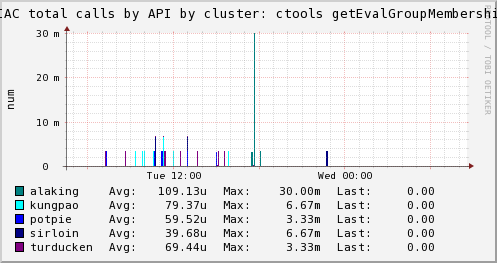 IAC total calls by API by cluster: ctools getEvalGroupMembershi
RRDTOOL / TOBI OETIKER
num
30 m
20 m
10 m
0
Tue 12:00 Wed 00:00
alaking Avg: 109.13u Max: 30.00m Last: 0.00
kungpao Avg: 79.37u Max: 6.67m Last: 0.00
potpie Avg: 59.52u Max: 3.33m Last: 0.00
sirloin Avg: 39.68u Max: 6.67m Last: 0.00
turducken Avg: 69.44u Max: 3.33m Last: 0.00